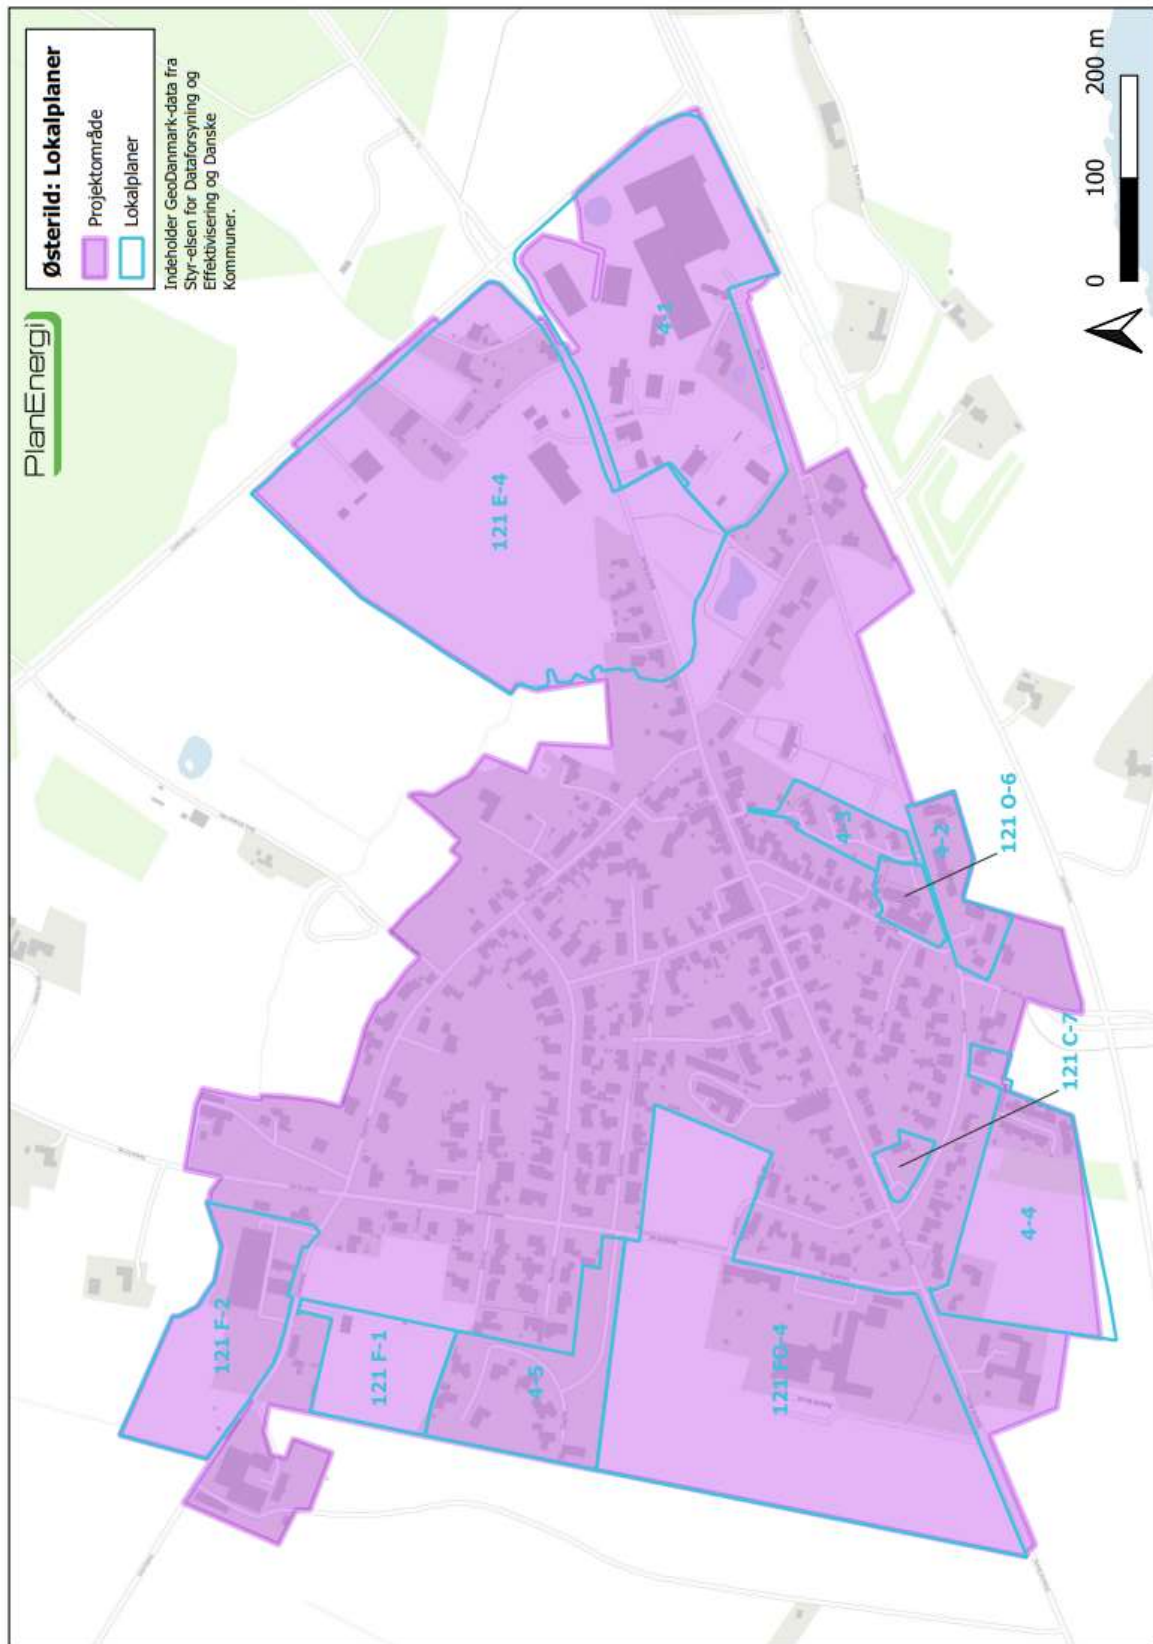 PlanEnergi
Østerild: Lokalplaner
Projektområde
Lokalplaner
Indeholder GeoDanmark-data fra
Styr-elsen for Dataforsyning og
Effektivisering og Danske
Kommuner.
121 F-2
121 F-1
4-5
121 FO-4
4-4
121 C-7
121 O-6
4-2
4-3
121 E-4
4-1
0 100 200 m